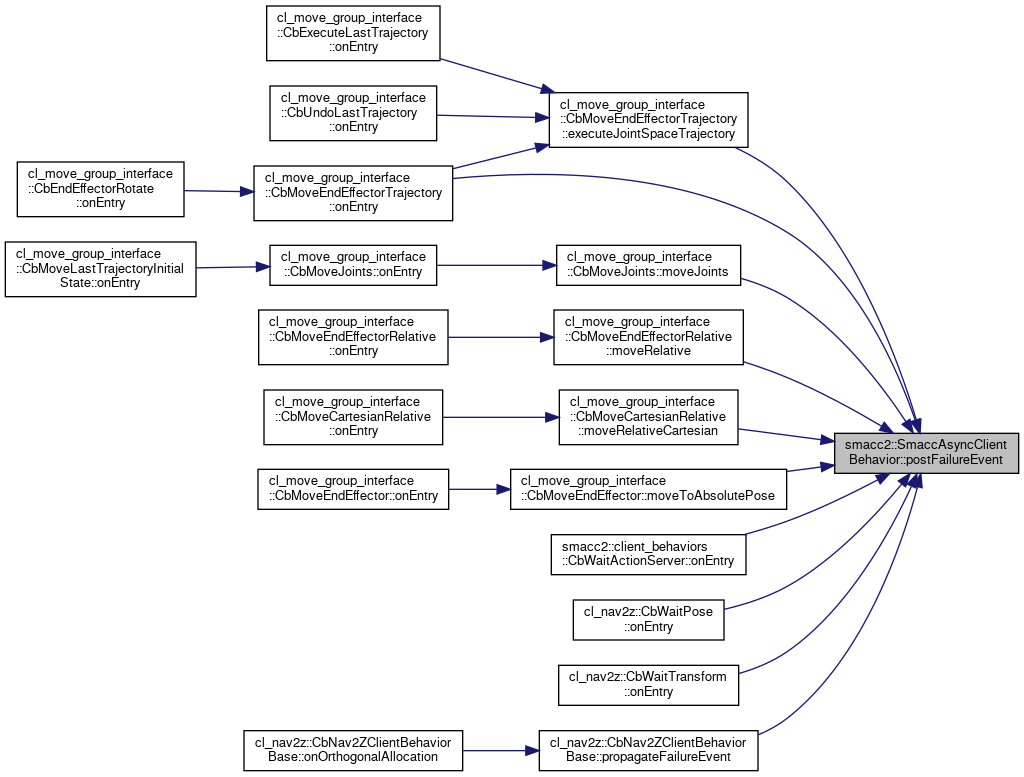 cl_move_group_interface
::CbExecuteLastTrajectory
::onEntry
cl_move_group_interface
::CbUndoLastTrajectory
::onEntry
cl_move_group_interface
::CbMoveEndEffectorTrajectory
::executeJointSpaceTrajectory
cl_move_group_interface
::CbEndEffectorRotate
::onEntry
cl_move_group_interface
::CbMoveEndEffectorTrajectory
::onEntry
cl_move_group_interface
::CbMoveLastTrajectoryInitial
State::onEntry
cl_move_group_interface
::CbMoveJoints::onEntry
cl_move_group_interface
::CbMoveJoints::moveJoints
cl_move_group_interface
::CbMoveEndEffectorRelative
::onEntry
cl_move_group_interface
::CbMoveEndEffectorRelative
::moveRelative
cl_move_group_interface
::CbMoveCartesianRelative
::onEntry
cl_move_group_interface
::CbMoveCartesianRelative
::moveRelativeCartesian
smacc2::SmaccAsyncClient
Behavior::postFailureEvent
cl_move_group_interface
::CbMoveEndEffector::onEntry
cl_move_group_interface
::CbMoveEndEffector::moveToAbsolutePose
smacc2::client_behaviors
::CbWaitActionServer::onEntry
cl_nav2z::CbWaitPose
::onEntry
cl_nav2z::CbWaitTransform
::onEntry
cl_nav2z::CbNav2ZClientBehavior
Base::onOrthogonalAllocation
cl_nav2z::CbNav2ZClientBehavior
Base::propagateFailureEvent